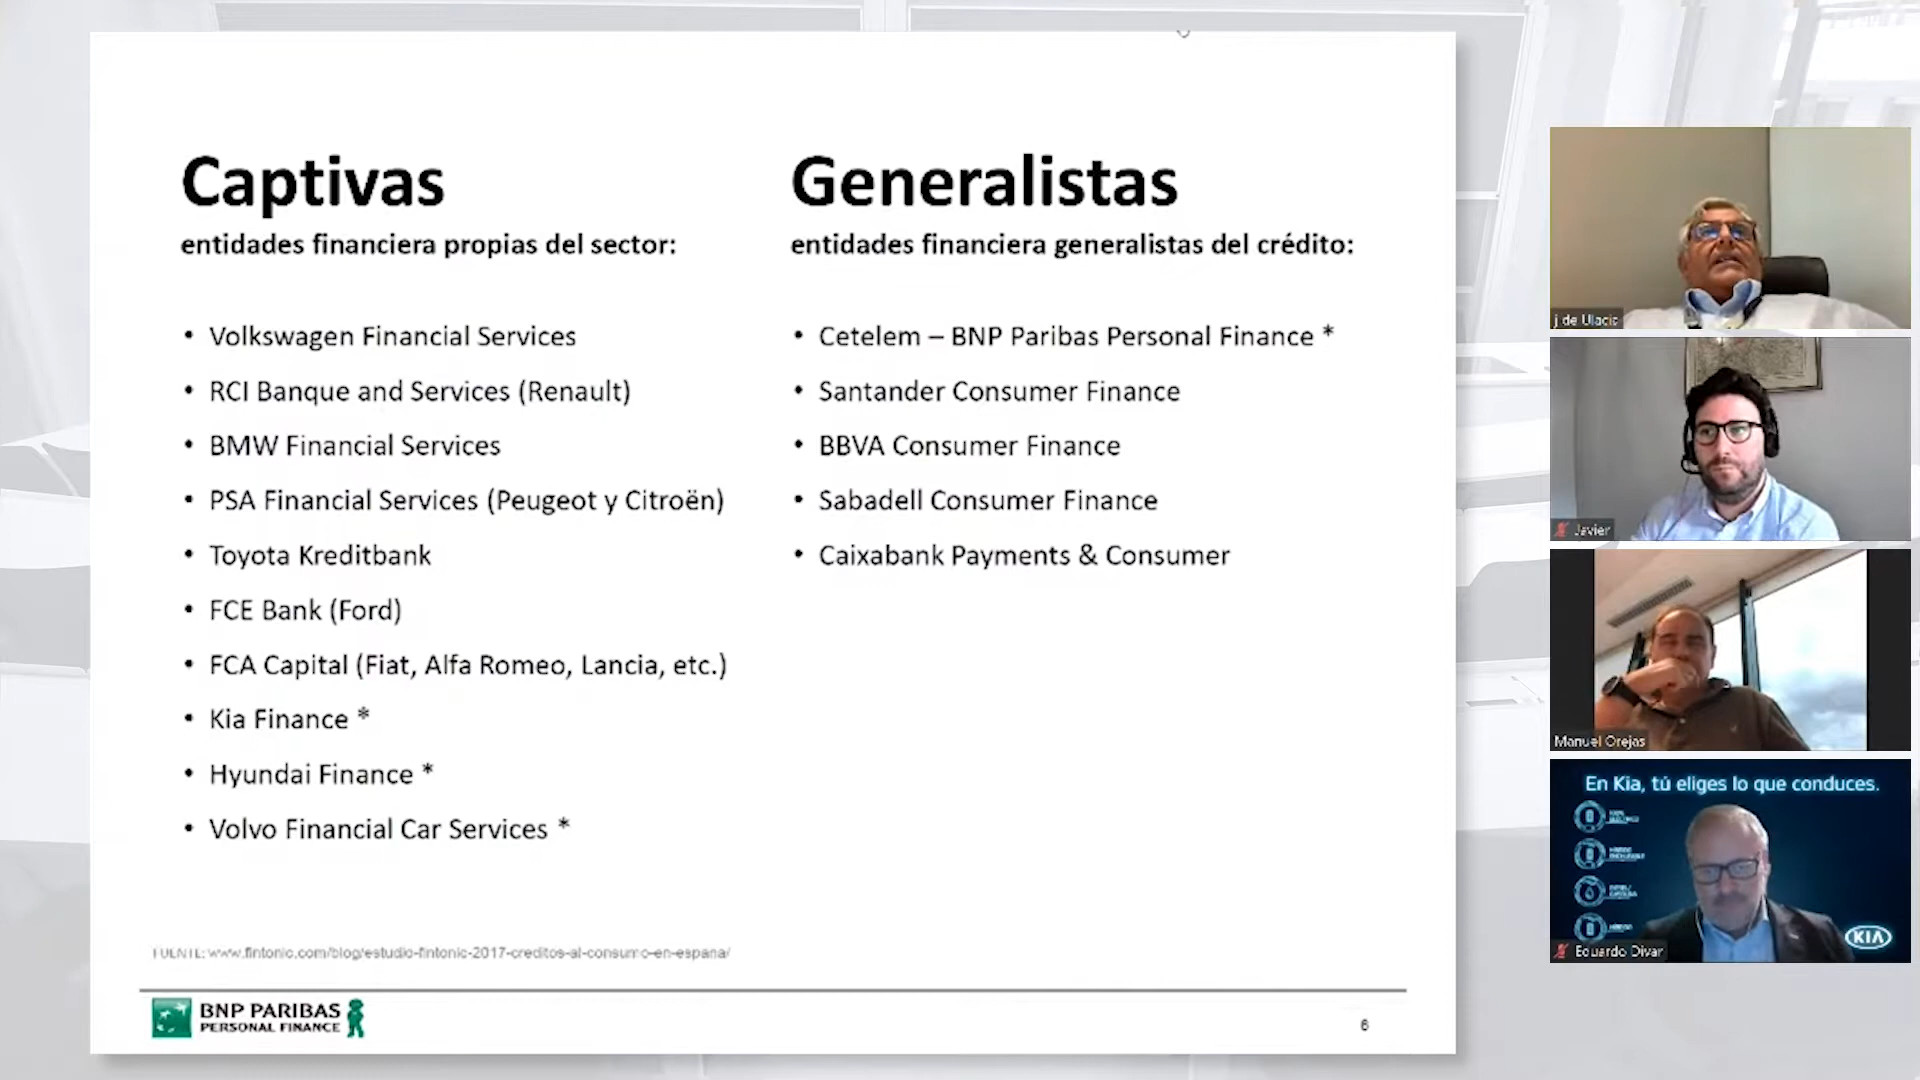 Captivas
entidades financiera propias del sector:
• Volkswagen Financial Services
• RCI Banque and Services (Renault)
• BMW Financial Services
• PSA Financial Services (Peugeot y Citroën)
• Toyota Kreditbank
• FCE Bank (Ford)
• FCA Capital (Fiat, Alfa Romeo, Lancia, etc.)
• Kia Finance *
• Hyundai Finance *
• Volvo Financial Car Services *
Generalistas
entidades financiera generalistas del crédito:
• Cetelem – BNP Paribas Personal Finance *
• Santander Consumer Finance
• BBVA Consumer Finance
• Sabadell Consumer Finance
• Caixabank Payments & Consumer
FUENTE: www.fintonic.com/blog/estudio-fintonic-2017-creditos-al-consumo-en-espana/
BNP PARIBAS
PERSONAL FINANCE
6
j de Ulacic
Javier
Manuel Orejas
En Kia, tú eliges lo que conduces.
KIA
Eduardo Divar